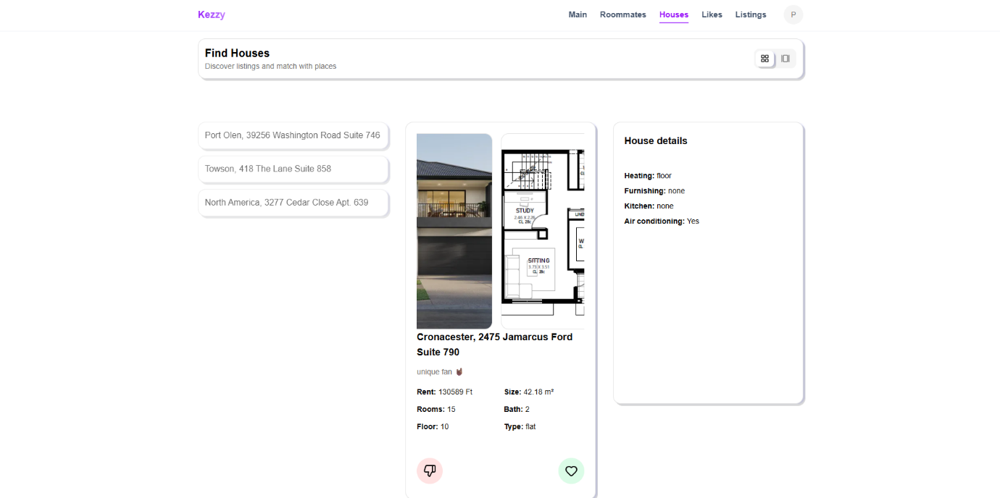 Kezzy
Main Roommates Houses Likes Listings P
Find Houses
Discover listings and match with places
Port Olen, 39256 Washington Road Suite 746
Towson, 418 The Lane Suite 858
North America, 3277 Cedar Close Apt. 639
STUDY
2.46 X 2.26
CL 28c
SITTING
3.73 X 3.51
CL 28c
Cronacester, 2475 Jamarcus Ford
Suite 790
unique fan 🤘🏿
Rent: 130589 Ft Size: 42.18 m²
Rooms: 15 Bath: 2
Floor: 10 Type: flat
House details
Heating: floor
Furnishing: none
Kitchen: none
Air conditioning: Yes